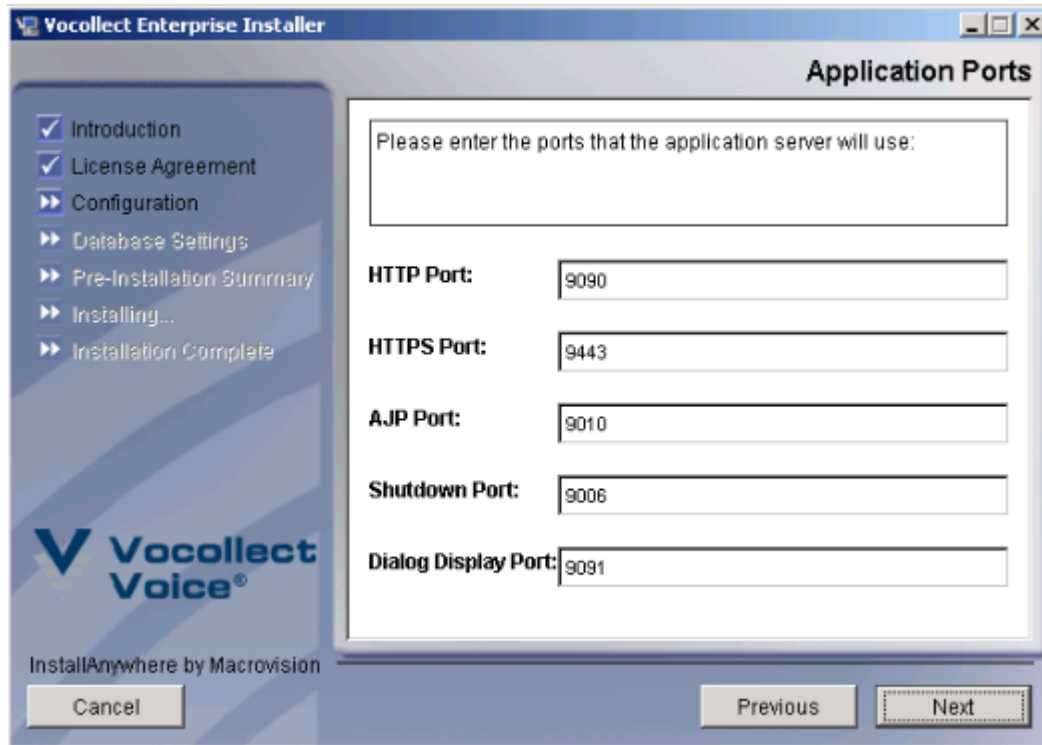 Vocollect Enterprise Installer
Application Ports
Introduction
License Agreement
Configuration
Database Settings
Pre-Installation Summary
Installing...
Installation Complete
Please enter the ports that the application server will use:
HTTP Port: 9090
HTTPS Port: 9443
AJP Port: 9010
Shutdown Port: 9006
Dialog Display Port: 9091
Vocollect
Voice®
InstallAnywhere by Macrovision
Cancel Previous Next